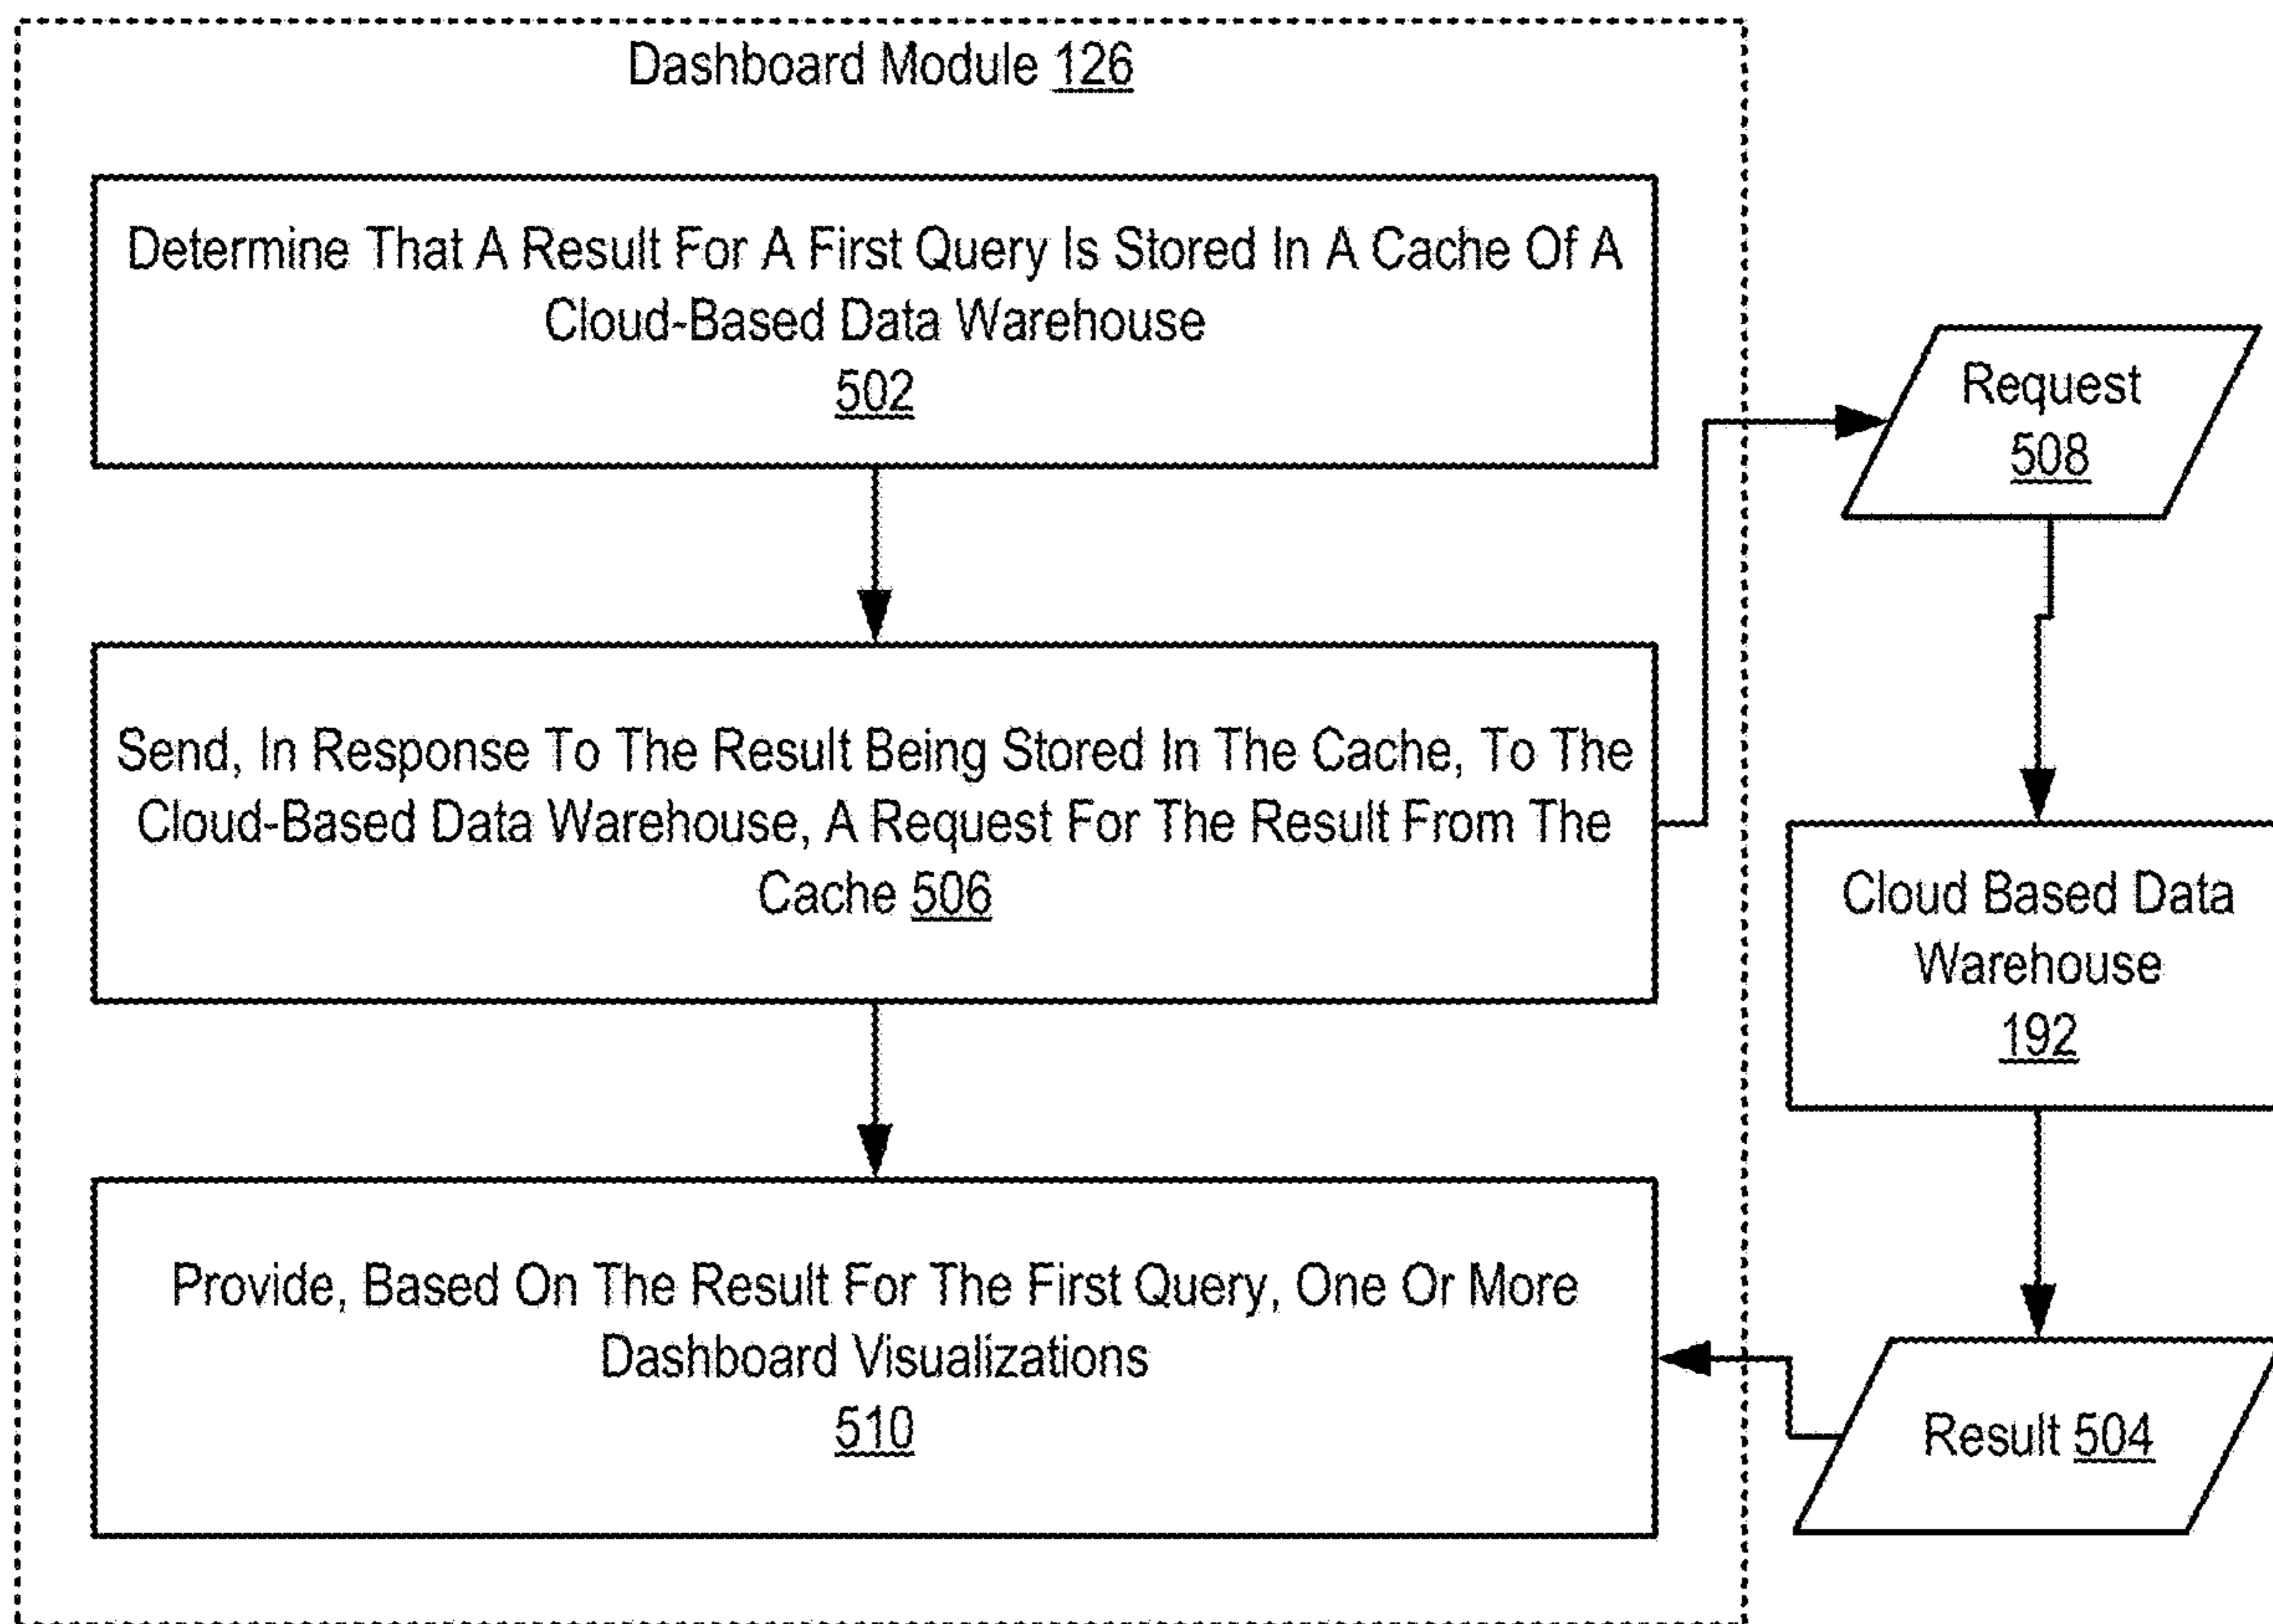 Dashboard Module 126
Determine That A Result For A First Query Is Stored In A Cache Of A
Cloud-Based Data Warehouse
502
Request
508
Send, In Response To The Result Being Stored In The Cache, To The
Cloud-Based Data Warehouse, A Request For The Result From The
Cache 506
Cloud Based Data
Warehouse
192
Provide, Based On The Result For The First Query, One Or More
Dashboard Visualizations
510
Result 504